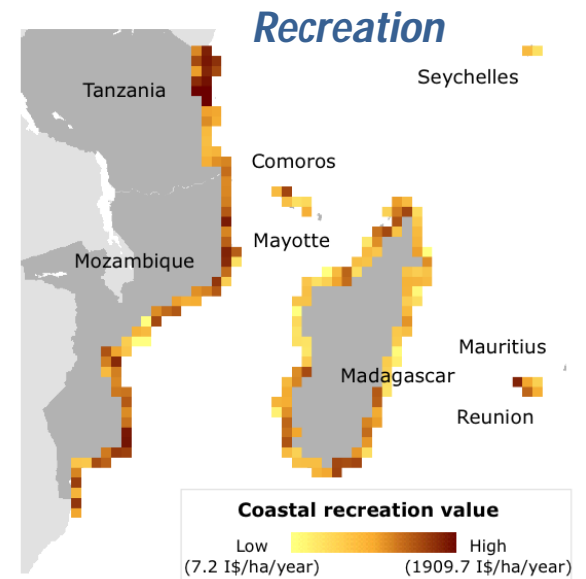 Recreation
Seychelles
Tanzania
Comoros
Mayotte
Mozambique
Mauritius
Madagascar
Reunion
Coastal recreation value
Low High
(7.2 I$/ha/year) (1909.7 I$/ha/year)